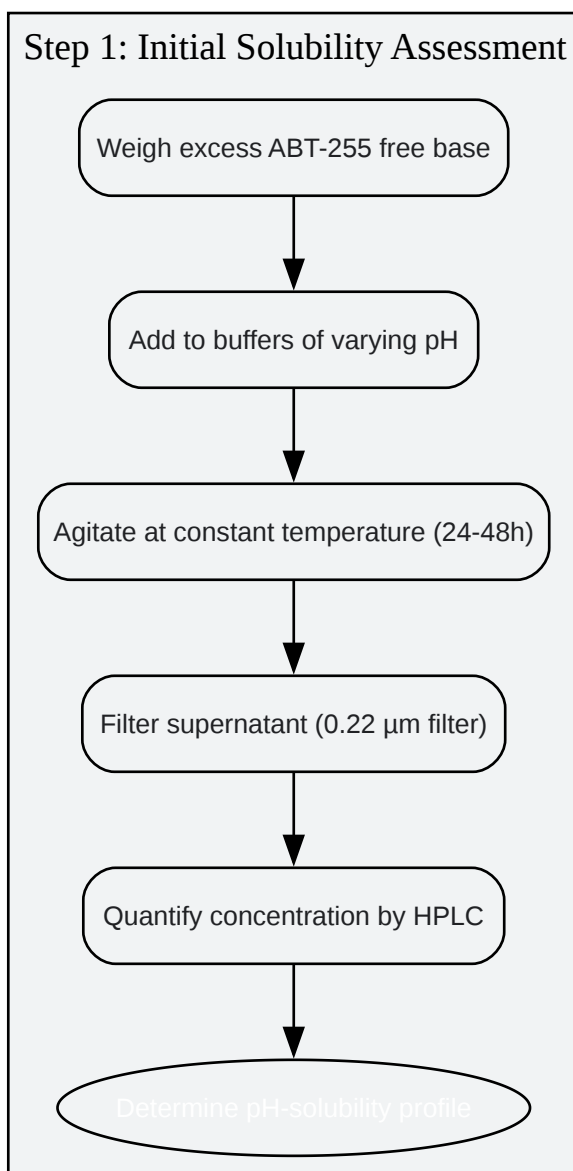 Step 1: Initial Solubility Assessment
Weigh excess ABT-255 free base
Add to buffers of varying pH
Agitate at constant temperature (24-48h)
Filter supernatant (0.22 µm filter)
Quantify concentration by HPLC
Determine pH-solubility profile